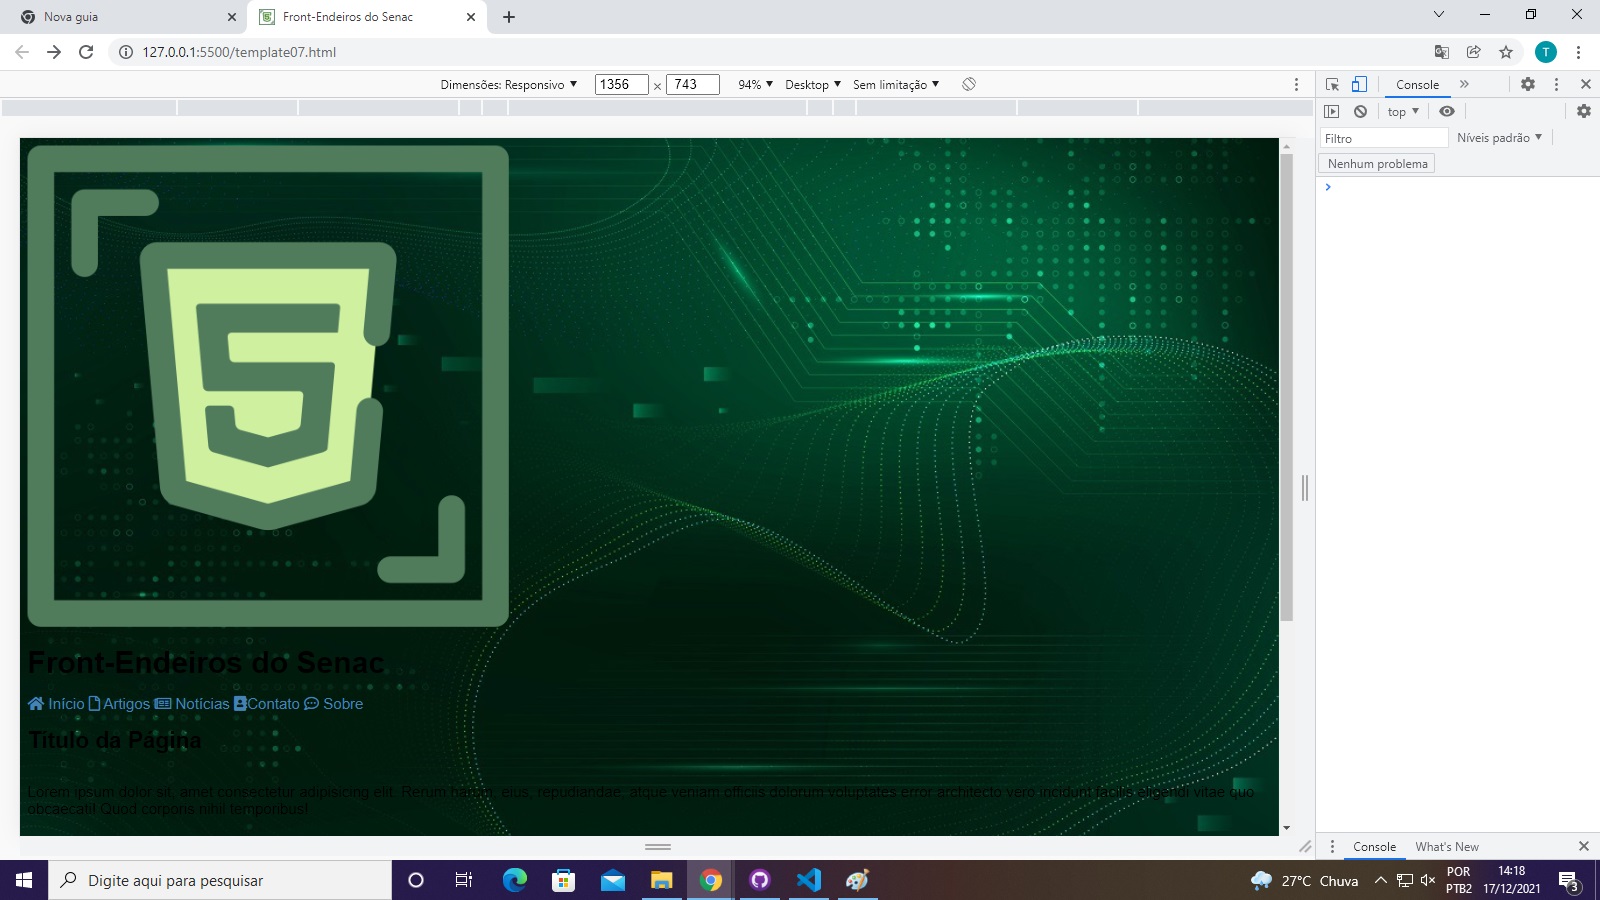 Nova guia
Front-Endeiros do Senac
127.0.0.1:5500/template07.html
T
Dimensões: Responsivo ▼ 1356 × 743 94% ▼ Desktop ▼ Sem limitação ▼
Console
top ▼
Filtro
Níveis padrão ▼
Nenhum problema
5
Front-Endeiros do Senac
Início Artigos Notícias Contato Sobre
Titulo da Página
Lorem ipsum dolor sit, amet consectetur adipisicing elit. Rerum harum, eius, repudiandae, atque veniam officiis dolorum voluptates error architecto vero incidunt facilis eligendi vitae quo
obcaecati! Quod corporis nihil temporibus!
Console What's New
Digite aqui para pesquisar
27°C Chuva
POR
PTB2
14:18
17/12/2021
3